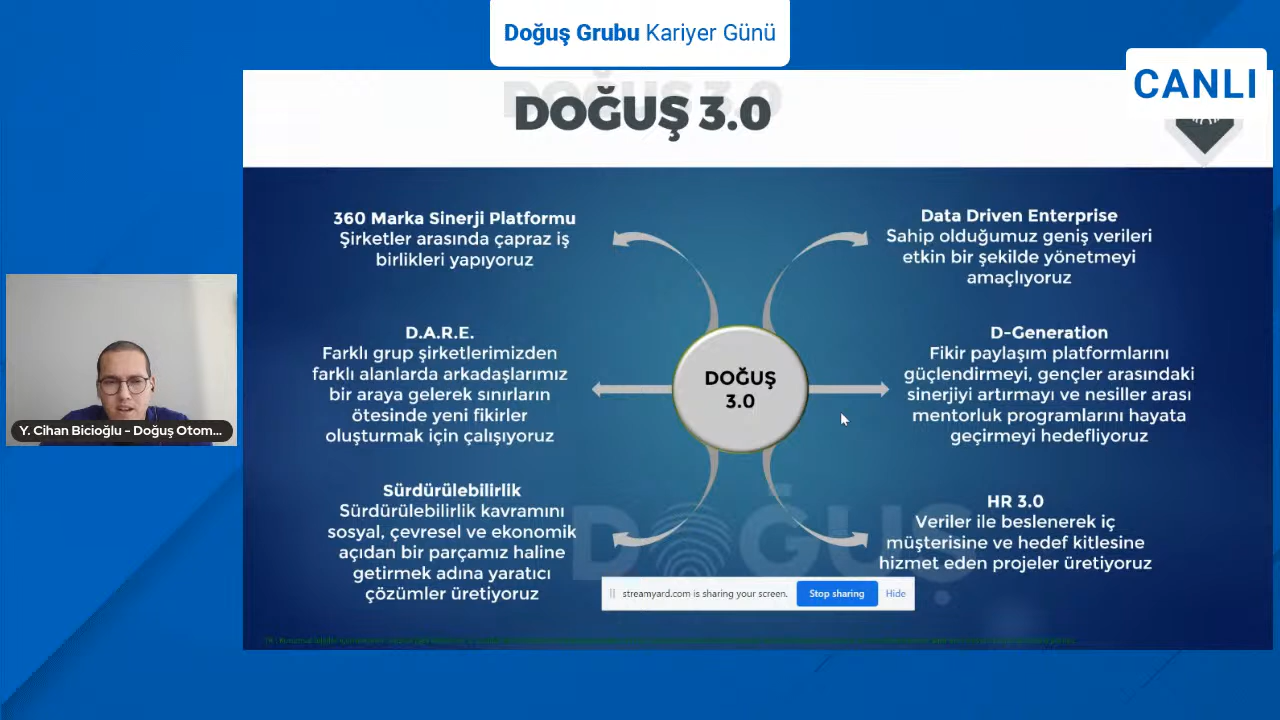 Doğuş Grubu Kariyer Günü
CANLI
DOĞUŞ 3.0
360 Marka Sinerji Platformu
Şirketler arasında çapraz iş
birlikleri yapıyoruz
D.A.R.E.
Farklı grup şirketlerimizden
farklı alanlarda arkadaşlarımız
bir araya gelerek sınırların
ötesinde yeni fikirler
oluşturmak için çalışıyoruz
Sürdürülebilirlik
Sürdürülebilirlik kavramını
sosyal, çevresel ve ekonomik
açıdan bir parçamız haline
getirmek adına yaratıcı
çözümler üretiyoruz
DOĞUŞ
3.0
Data Driven Enterprise
Sahip olduğumuz geniş verileri
etkin bir şekilde yönetmeyi
amaçlıyoruz
D-Generation
Fikir paylaşım platformlarını
güçlendirmeyi, gençler arasındaki
sinerjiyi artırmayı ve nesiller arası
mentorluk programlarını hayata
geçirmeyi hedefliyoruz
HR 3.0
Veriler ile beslenerek iç
müşterisine ve hedef kitlesine
hizmet eden projeler üretiyoruz
DOĞUŞ
streamyard.com is sharing your screen. Stop sharing Hide
Y. Cihan Bicioğlu - Doğuş Otom...